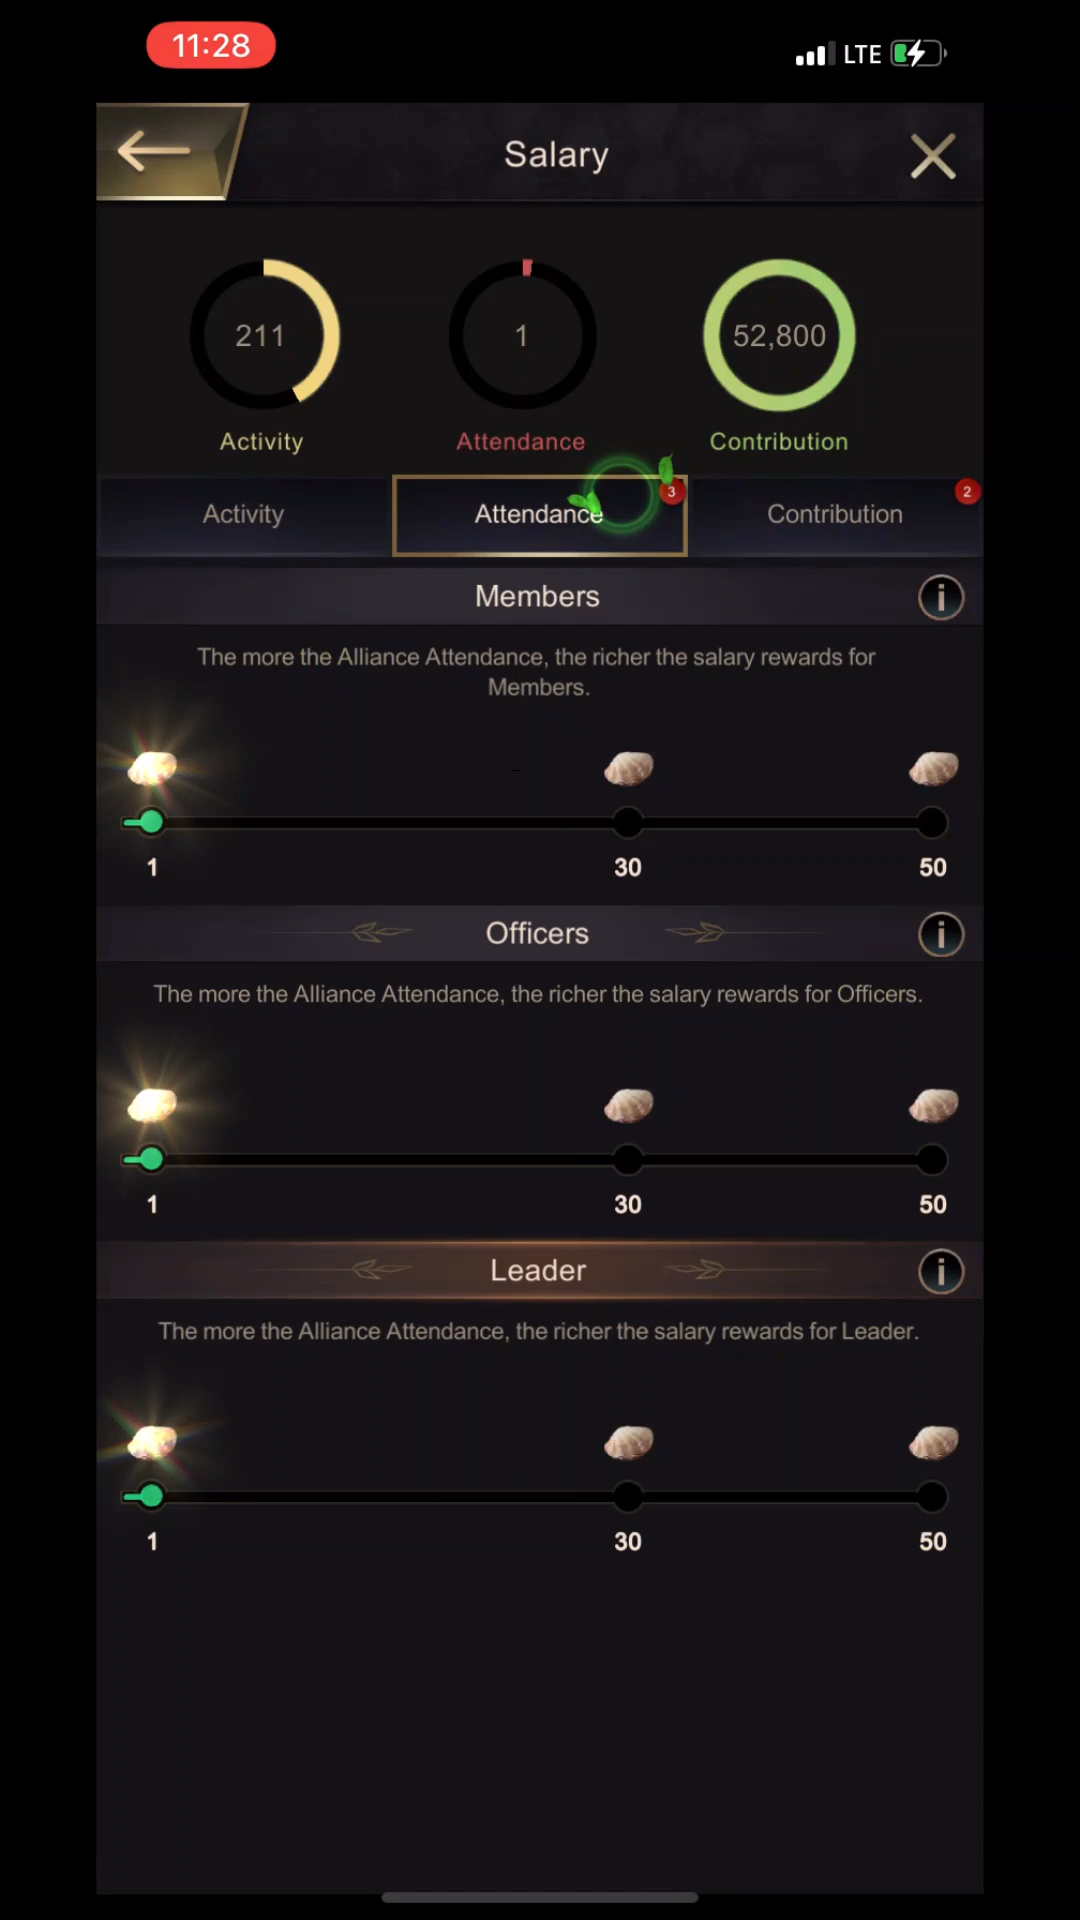 11:28
LTE
Salary
211
1
52,800
Activity
Attendance
Contribution
Activity
Attendance
3
Contribution
2
Members
i
The more the Alliance Attendance, the richer the salary rewards for
Members.
1
30
50
Officers
i
The more the Alliance Attendance, the richer the salary rewards for Officers.
1
30
50
Leader
i
The more the Alliance Attendance, the richer the salary rewards for Leader.
1
30
50